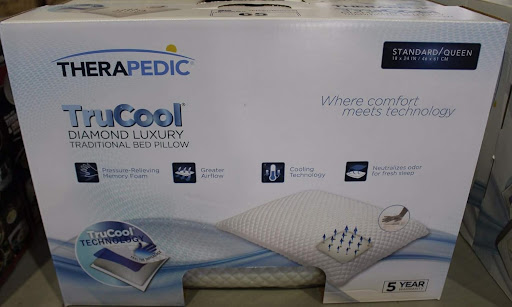 THERAPEDIC®
STANDARD/QUEEN
18 x 24 IN / 46 x 61 CM
TruCool®
DIAMOND LUXURY
TRADITIONAL BED PILLOW
Where comfort
meets technology
Pressure-Relieving
Memory Foam
Greater
Airflow
Cooling
Technology
Neutralizes odor
for fresh sleep
TruCool
TECHNOLOGY
5 YEAR